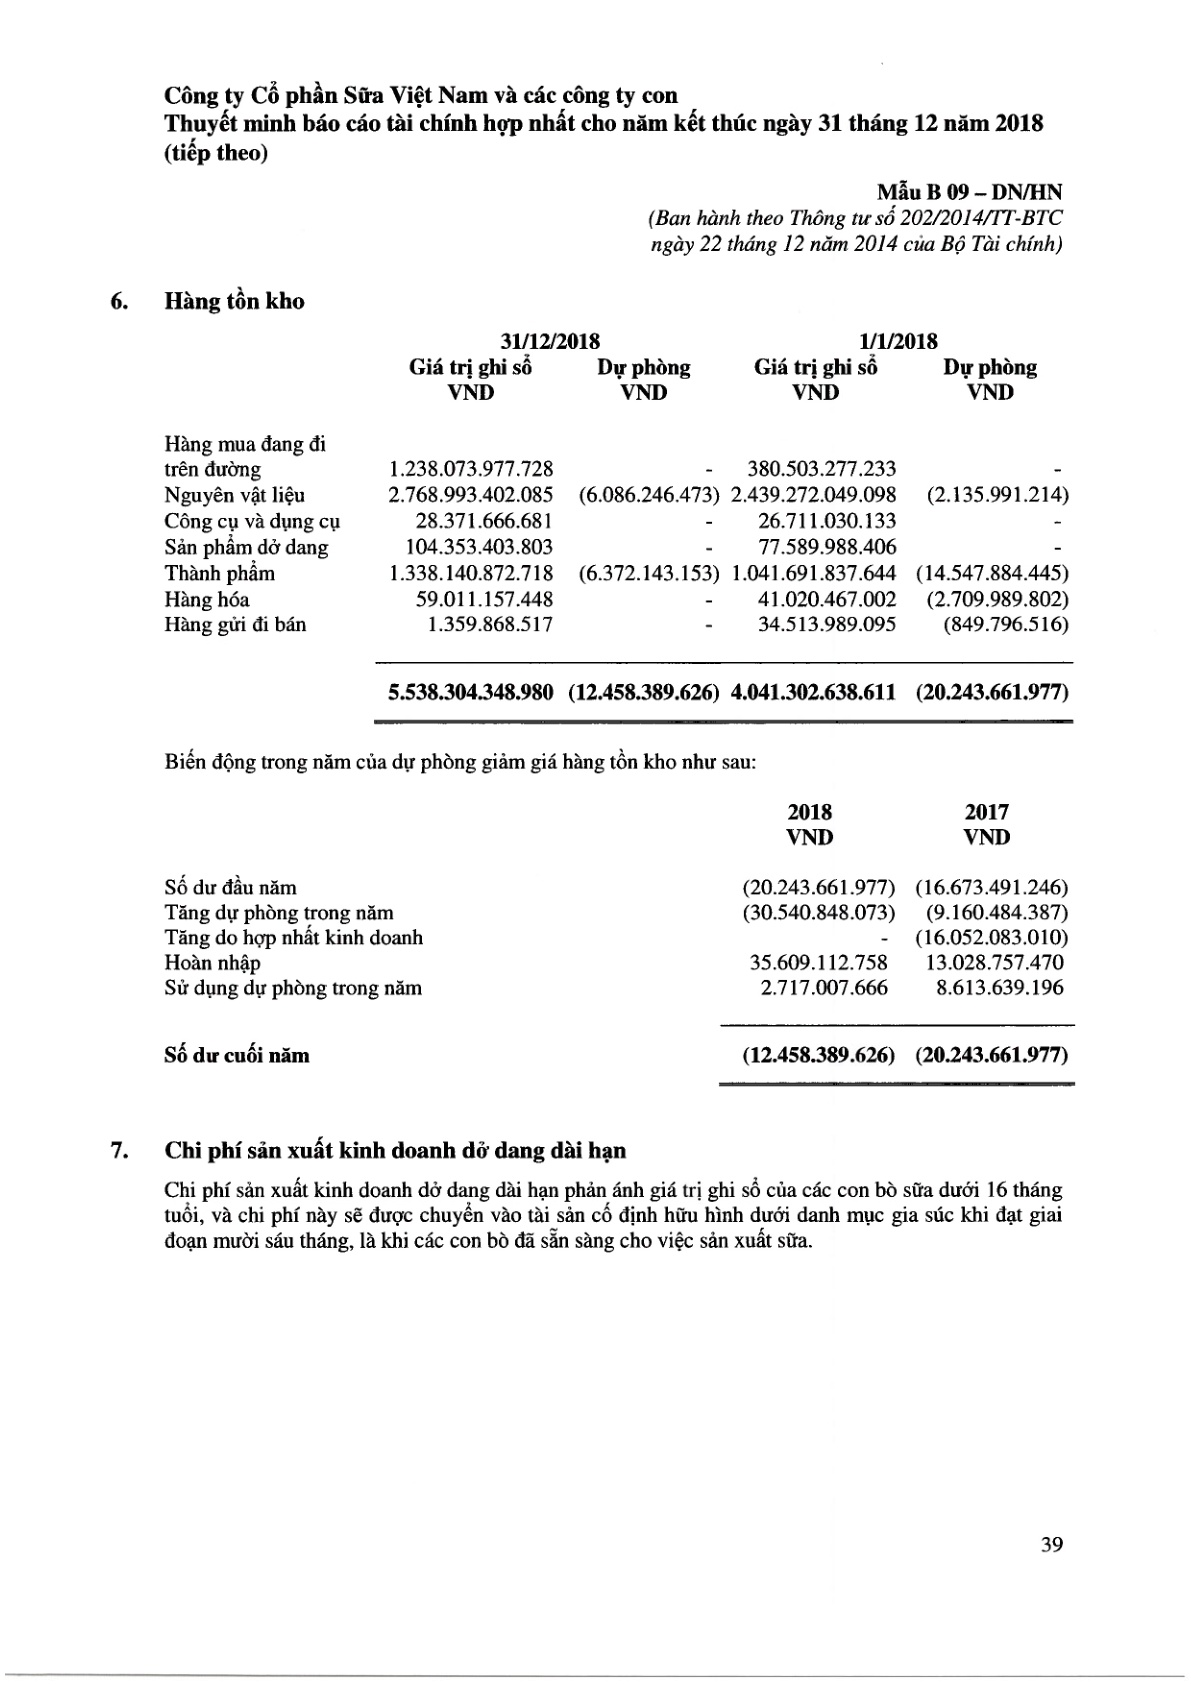 Công ty Cổ phần Sữa Việt Nam và các công ty con
Thuyết minh báo cáo tài chính hợp nhất cho năm kết thúc ngày 31 tháng 12 năm 2018
(tiếp theo)
Mẫu B 09 – DN/HN
(Ban hành theo Thông tư số 202/2014/TT-BTC
ngày 22 tháng 12 năm 2014 của Bộ Tài chính)
6. Hàng tồn kho
31/12/2018 1/1/2018
Giá trị ghi sổ Dự phòng Giá trị ghi sổ Dự phòng
VND VND VND VND
Hàng mua đang đi
trên đường 1.238.073.977.728 - 380.503.277.233 -
Nguyên vật liệu 2.768.993.402.085 (6.086.246.473) 2.439.272.049.098 (2.135.991.214)
Công cụ và dụng cụ 28.371.666.681 - 26.711.030.133 -
Sản phẩm dở dang 104.353.403.803 - 77.589.988.406 -
Thành phẩm 1.338.140.872.718 (6.372.143.153) 1.041.691.837.644 (14.547.884.445)
Hàng hóa 59.011.157.448 - 41.020.467.002 (2.709.989.802)
Hàng gửi đi bán 1.359.868.517 - 34.513.989.095 (849.796.516)
5.538.304.348.980 (12.458.389.626) 4.041.302.638.611 (20.243.661.977)
Biến động trong năm của dự phòng giảm giá hàng tồn kho như sau:
2018 2017
VND VND
Số dư đầu năm (20.243.661.977) (16.673.491.246)
Tăng dự phòng trong năm (30.540.848.073) (9.160.484.387)
Tăng do hợp nhất kinh doanh - (16.052.083.010)
Hoàn nhập 35.609.112.758 13.028.757.470
Sử dụng dự phòng trong năm 2.717.007.666 8.613.639.196
Số dư cuối năm (12.458.389.626) (20.243.661.977)
7. Chi phí sản xuất kinh doanh dở dang dài hạn
Chi phí sản xuất kinh doanh dở dang dài hạn phản ánh giá trị ghi sổ của các con bò sữa dưới 16 tháng
tuổi, và chi phí này sẽ được chuyển vào tài sản cố định hữu hình dưới danh mục gia súc khi đạt giai
đoạn mười sáu tháng, là khi các con bò đã sẵn sàng cho việc sản xuất sữa.
39